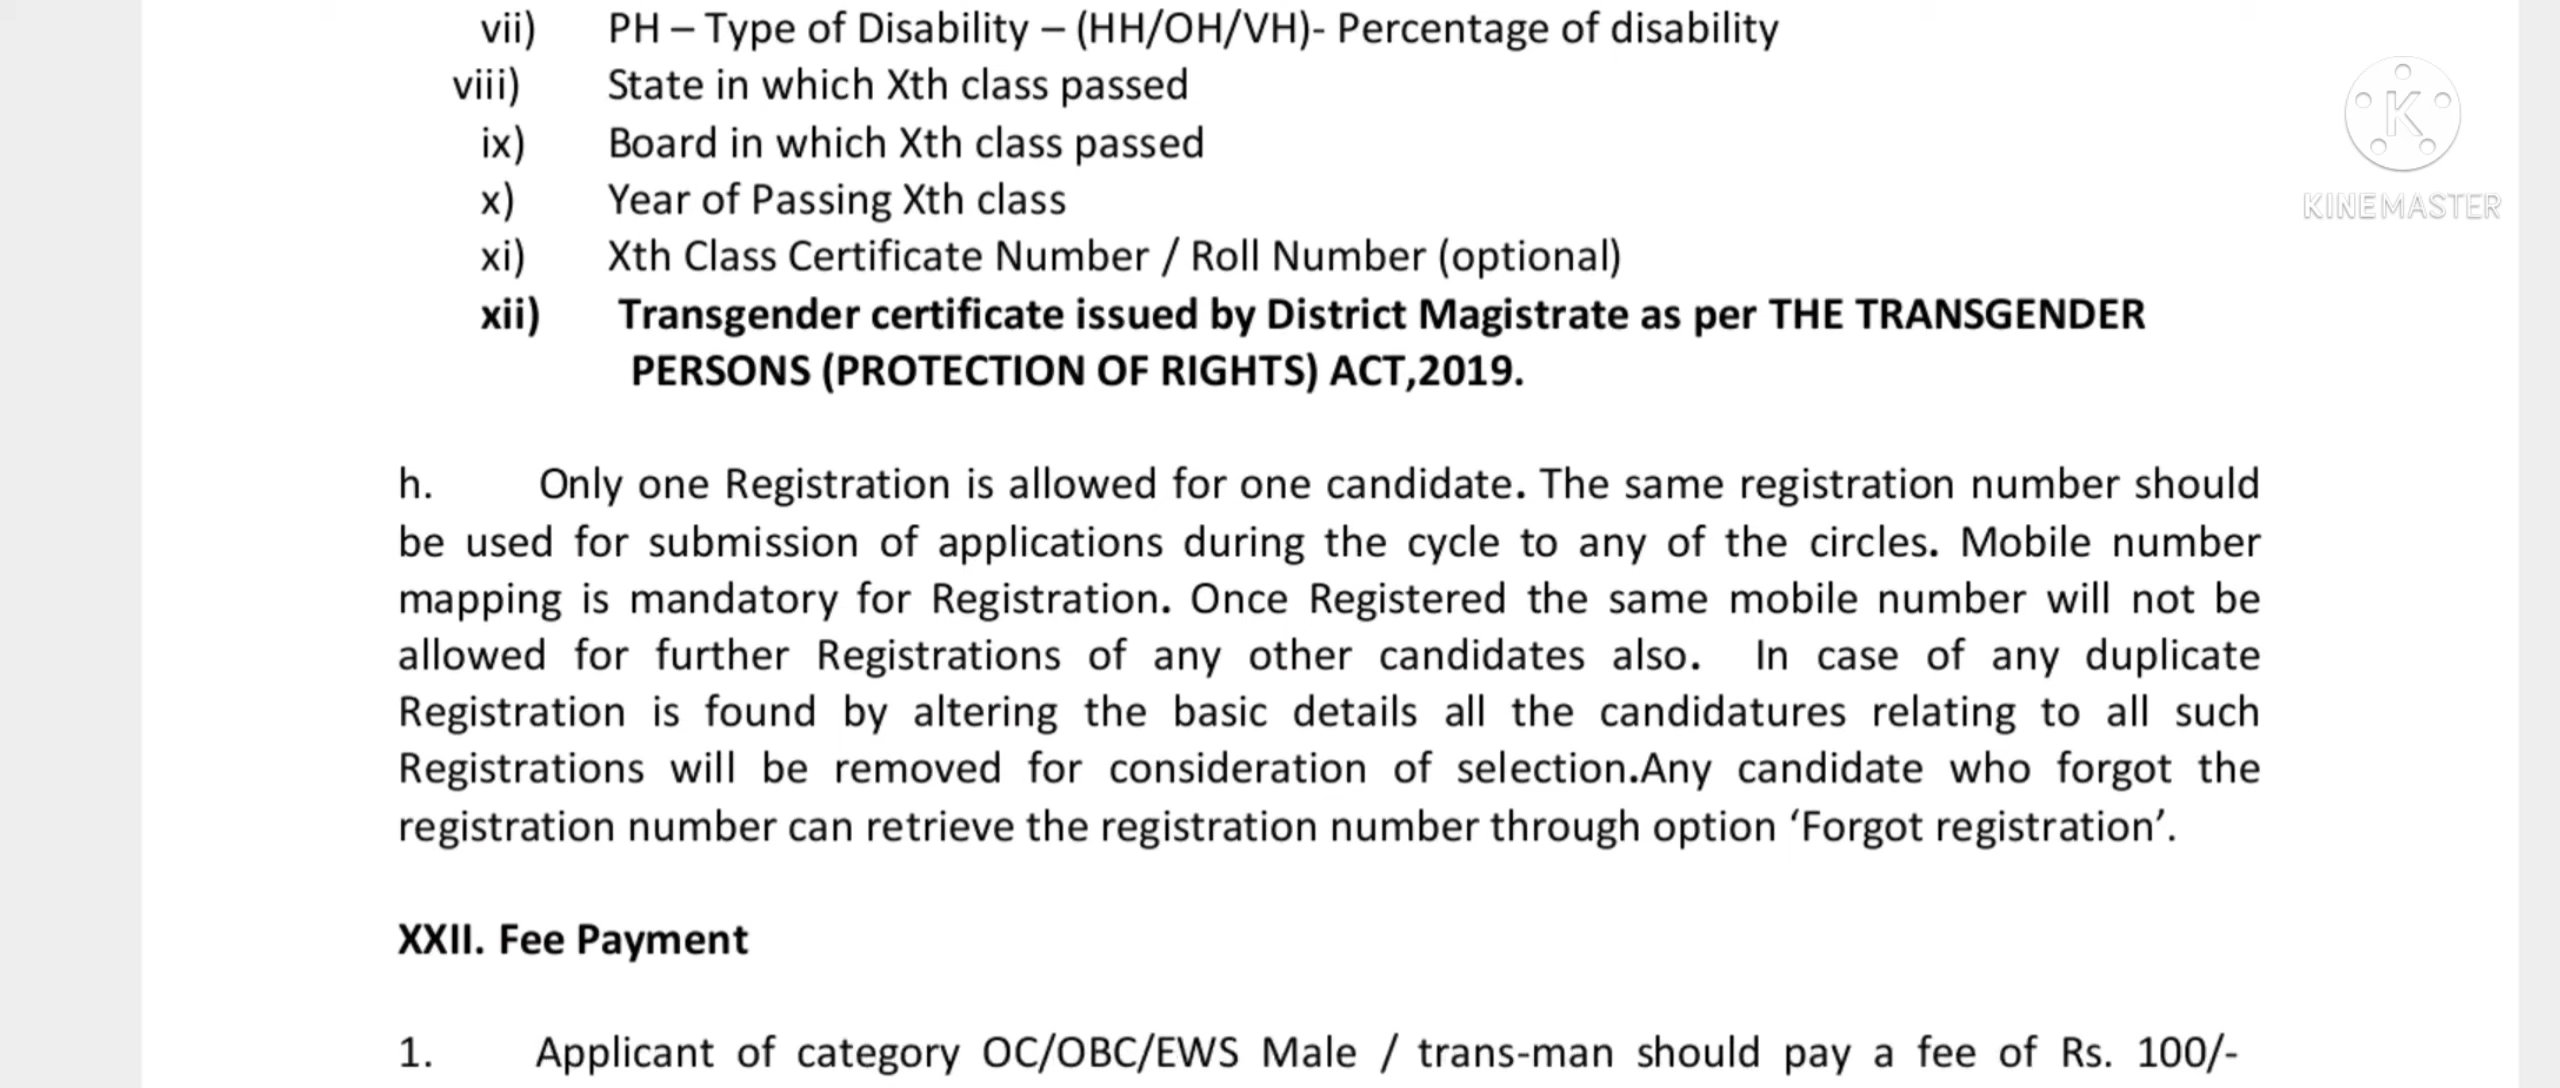 vii) PH – Type of Disability – (HH/OH/VH)- Percentage of disability
viii) State in which Xth class passed
ix) Board in which Xth class passed
x) Year of Passing Xth class
xi) Xth Class Certificate Number / Roll Number (optional)
xii) Transgender certificate issued by District Magistrate as per THE TRANSGENDER
PERSONS (PROTECTION OF RIGHTS) ACT,2019.
h. Only one Registration is allowed for one candidate. The same registration number should
be used for submission of applications during the cycle to any of the circles. Mobile number
mapping is mandatory for Registration. Once Registered the same mobile number will not be
allowed for further Registrations of any other candidates also. In case of any duplicate
Registration is found by altering the basic details all the candidatures relating to all such
Registrations will be removed for consideration of selection.Any candidate who forgot the
registration number can retrieve the registration number through option ‘Forgot registration’.
XXII. Fee Payment
1. Applicant of category OC/OBC/EWS Male / trans-man should pay a fee of Rs. 100/-
K
KINEMASTER